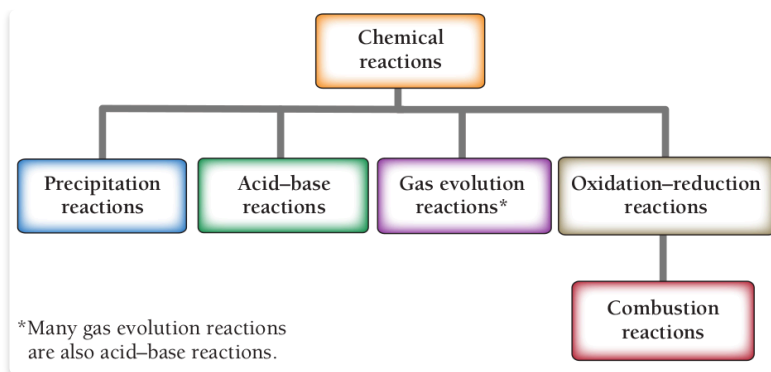 Chemical
reactions
Precipitation
reactions
Acid–base
reactions
Gas evolution
reactions*
Oxidation–reduction
reactions
Combustion
reactions
*Many gas evolution reactions
are also acid–base reactions.